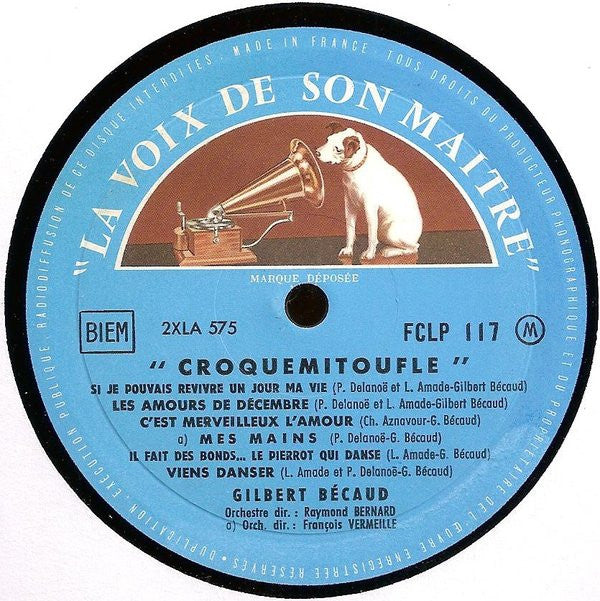 MADE IN FRANCE · TOUS DROITS DU PRODUCTEUR PHONOGRAPHIQUE ET DU PROPRIÉTAIRE DE L'ŒUVRE ENREGISTRÉE RÉSERVÉS · DUPLICATION · EXÉCUTION PUBLIQUE · RADIODIFFUSION DE CE DISQUE INTERDITES ·
"LA VOIX DE SON MAITRE"
MARQUE DÉPOSÉE
BIEM 2XLA 575 FCLP 117 M
" CROQUEMITOUFLE "
SI JE POUVAIS REVIVRE UN JOUR MA VIE (P. Delanoë et L. Amade-Gilbert Bécaud)
LES AMOURS DE DÉCEMBRE (P. Delanoë et L. Amade-Gilbert Bécaud)
C'EST MERVEILLEUX L'AMOUR (Ch. Aznavour-G. Bécaud)
a) MES MAINS (P. Delanoë-G. Bécaud)
IL FAIT DES BONDS... LE PIERROT QUI DANSE (L. Amade-G. Bécaud)
VIENS DANSER (L. Amade et P. Delanoë-G. Bécaud)
GILBERT BÉCAUD
Orchestre dir. : Raymond BERNARD
a) Orch. dir. : François VERMEILLE